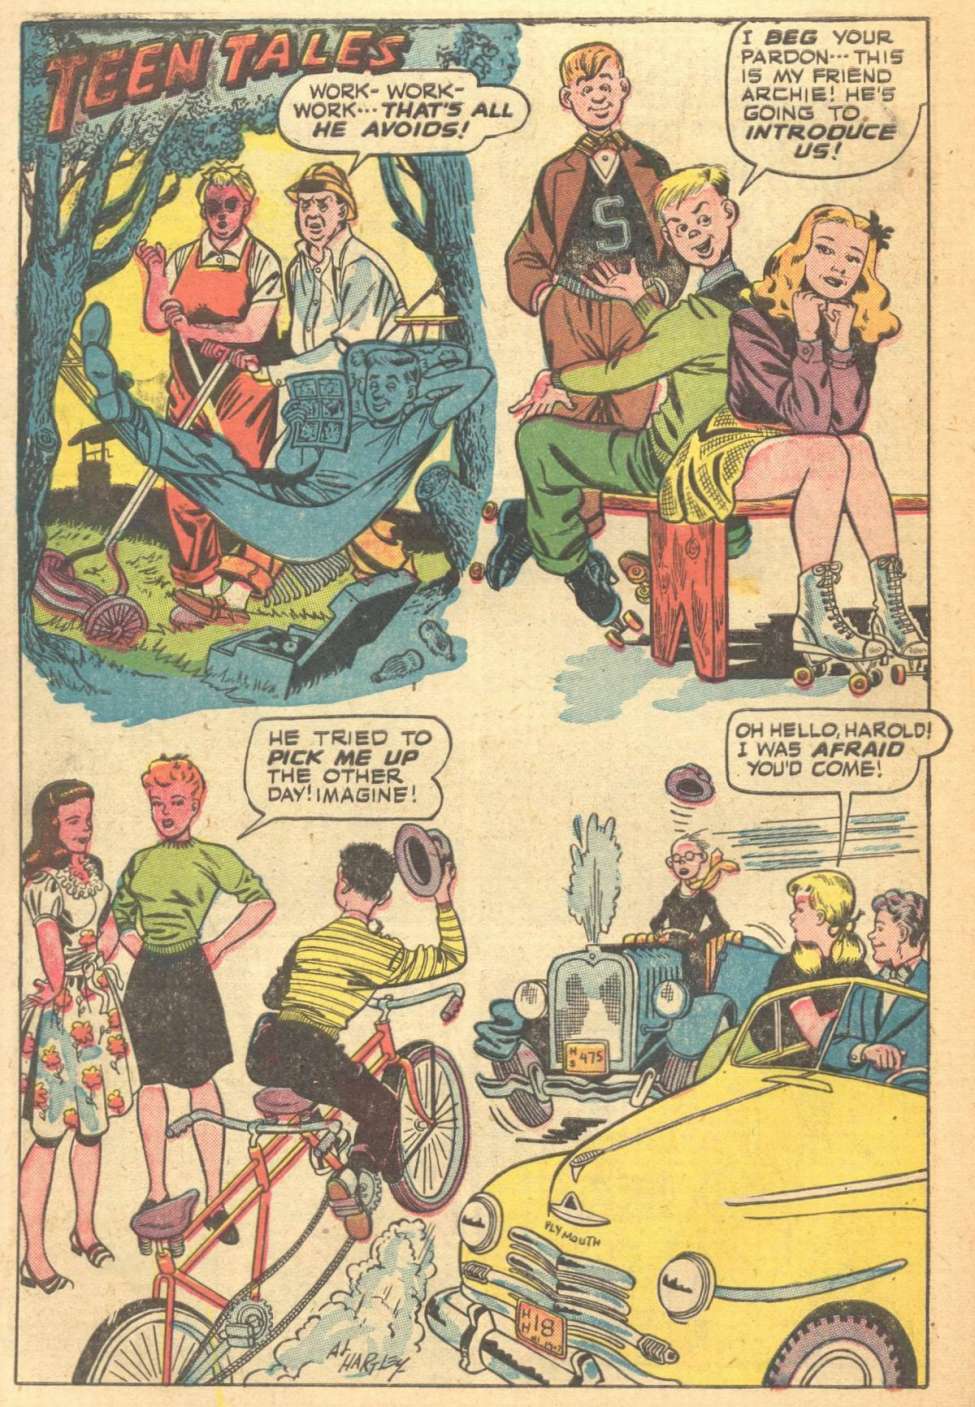 TEEN TALES
WORK- WORK-
WORK... THAT'S ALL
HE AVOIDS!
I BEG YOUR
PARDON... THIS
IS MY FRIEND
ARCHIE! HE'S
GOING TO
INTRODUCE
US!
S
HE TRIED TO
PICK ME UP
THE OTHER
DAY! IMAGINE!
OH HELLO, HAROLD!
I WAS AFRAID
YOU'D COME!
475
PLYMOUTH
18
AL
HARTLEY